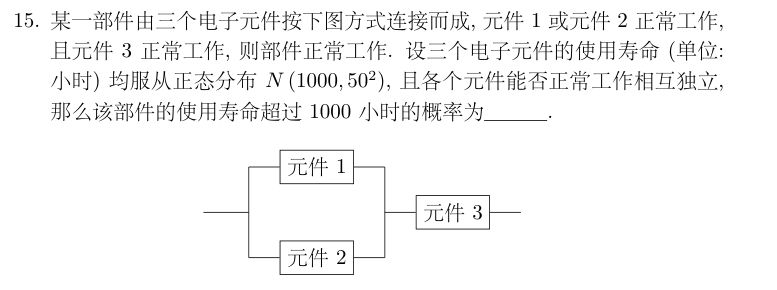 15. 某一部件由三个电子元件按下图方式连接而成, 元件 1 或元件 2 正常工作,
且元件 3 正常工作, 则部件正常工作. 设三个电子元件的使用寿命 (单位:
小时) 均服从正态分布 N (1000, 50²), 且各个元件能否正常工作相互独立,
那么该部件的使用寿命超过 1000 小时的概率为______.
元件 1
元件 3
元件 2